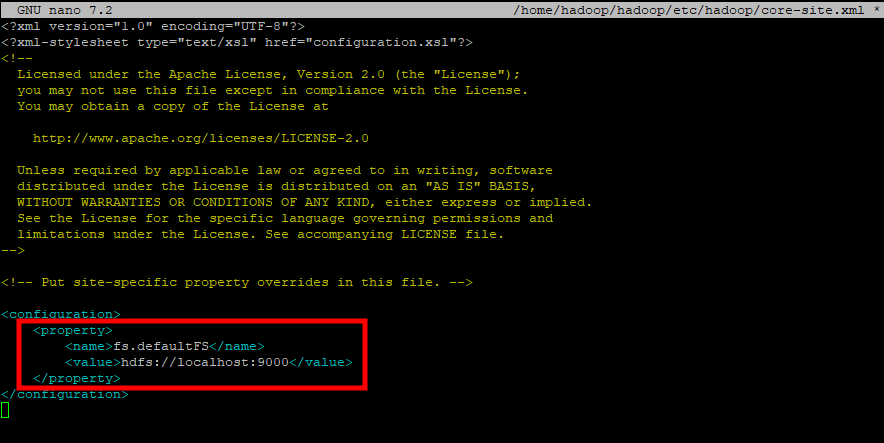 GNU nano 7.2 /home/hadoop/hadoop/etc/hadoop/core-site.xml *
<?xml version="1.0" encoding="UTF-8"?>
<?xml-stylesheet type="text/xsl" href="configuration.xsl"?>
<!--
  Licensed under the Apache License, Version 2.0 (the "License");
  you may not use this file except in compliance with the License.
  You may obtain a copy of the License at

    http://www.apache.org/licenses/LICENSE-2.0

  Unless required by applicable law or agreed to in writing, software
  distributed under the License is distributed on an "AS IS" BASIS,
  WITHOUT WARRANTIES OR CONDITIONS OF ANY KIND, either express or implied.
  See the License for the specific language governing permissions and
  limitations under the License. See accompanying LICENSE file.
-->

<!-- Put site-specific property overrides in this file. -->

<configuration>
    <property>
        <name>fs.defaultFS</name>
        <value>hdfs://localhost:9000</value>
    </property>
</configuration>